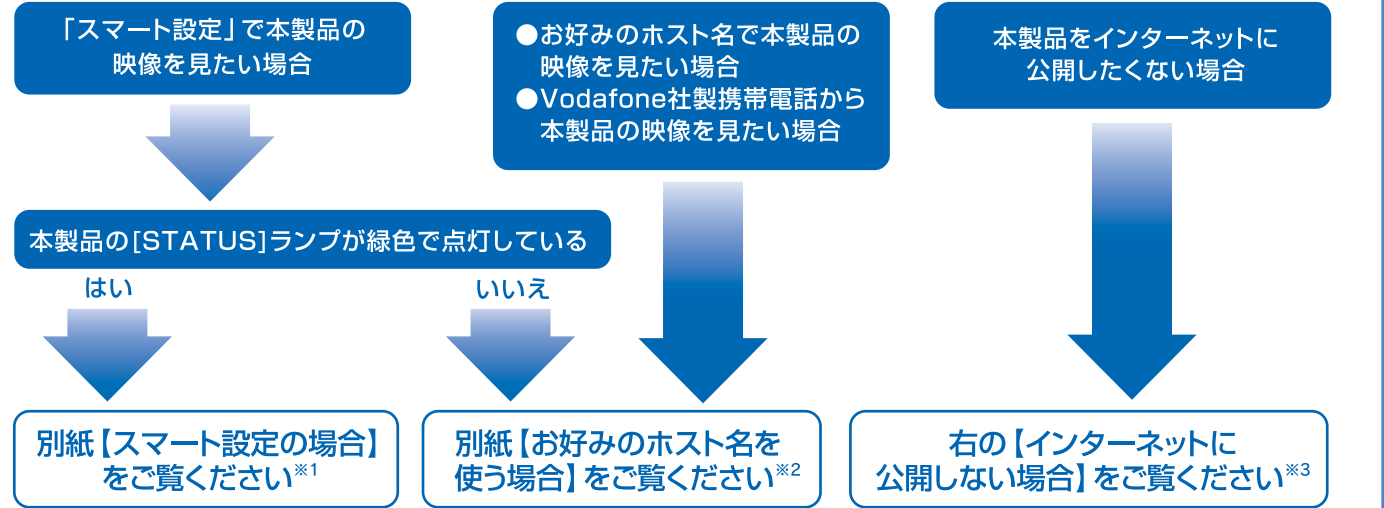 「スマート設定」で本製品の
映像を見たい場合
●お好みのホスト名で本製品の
映像を見たい場合
●Vodafone社製携帯電話から
本製品の映像を見たい場合
本製品をインターネットに
公開したくない場合
本製品の[STATUS]ランプが緑色で点灯している
はい
いいえ
別紙【スマート設定の場合】
をご覧ください※1
別紙【お好みのホスト名を
使う場合】をご覧ください※2
右の【インターネットに
公開しない場合】をご覧ください※3